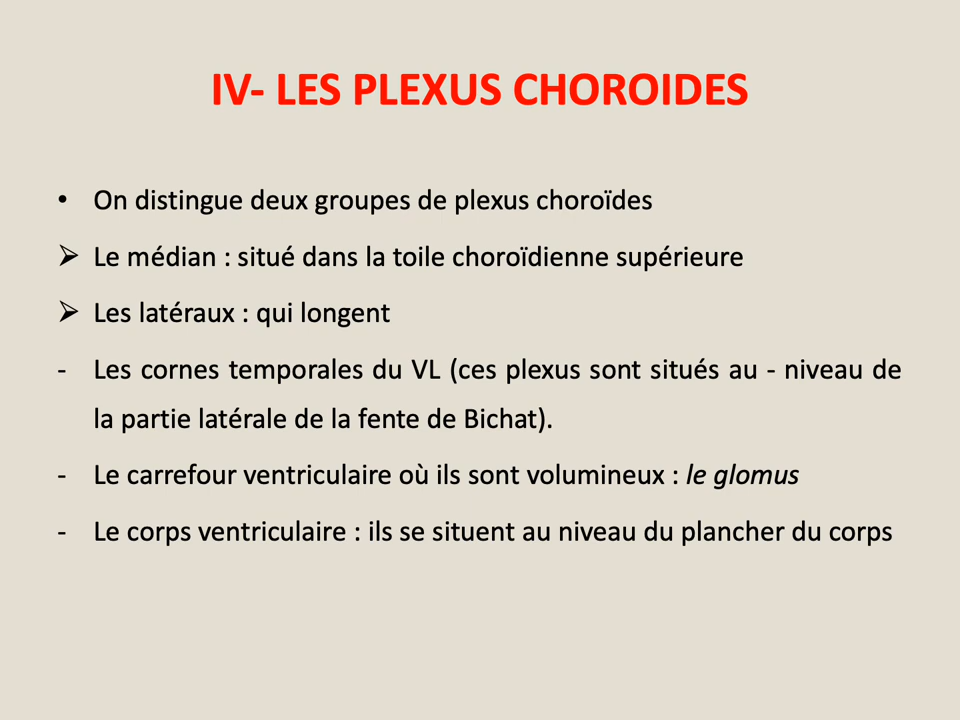 IV- LES PLEXUS CHOROIDES
• On distingue deux groupes de plexus choroïdes
➢ Le médian : situé dans la toile choroïdienne supérieure
➢ Les latéraux : qui longent
- Les cornes temporales du VL (ces plexus sont situés au - niveau de
la partie latérale de la fente de Bichat).
- Le carrefour ventriculaire où ils sont volumineux : le glomus
- Le corps ventriculaire : ils se situent au niveau du plancher du corps